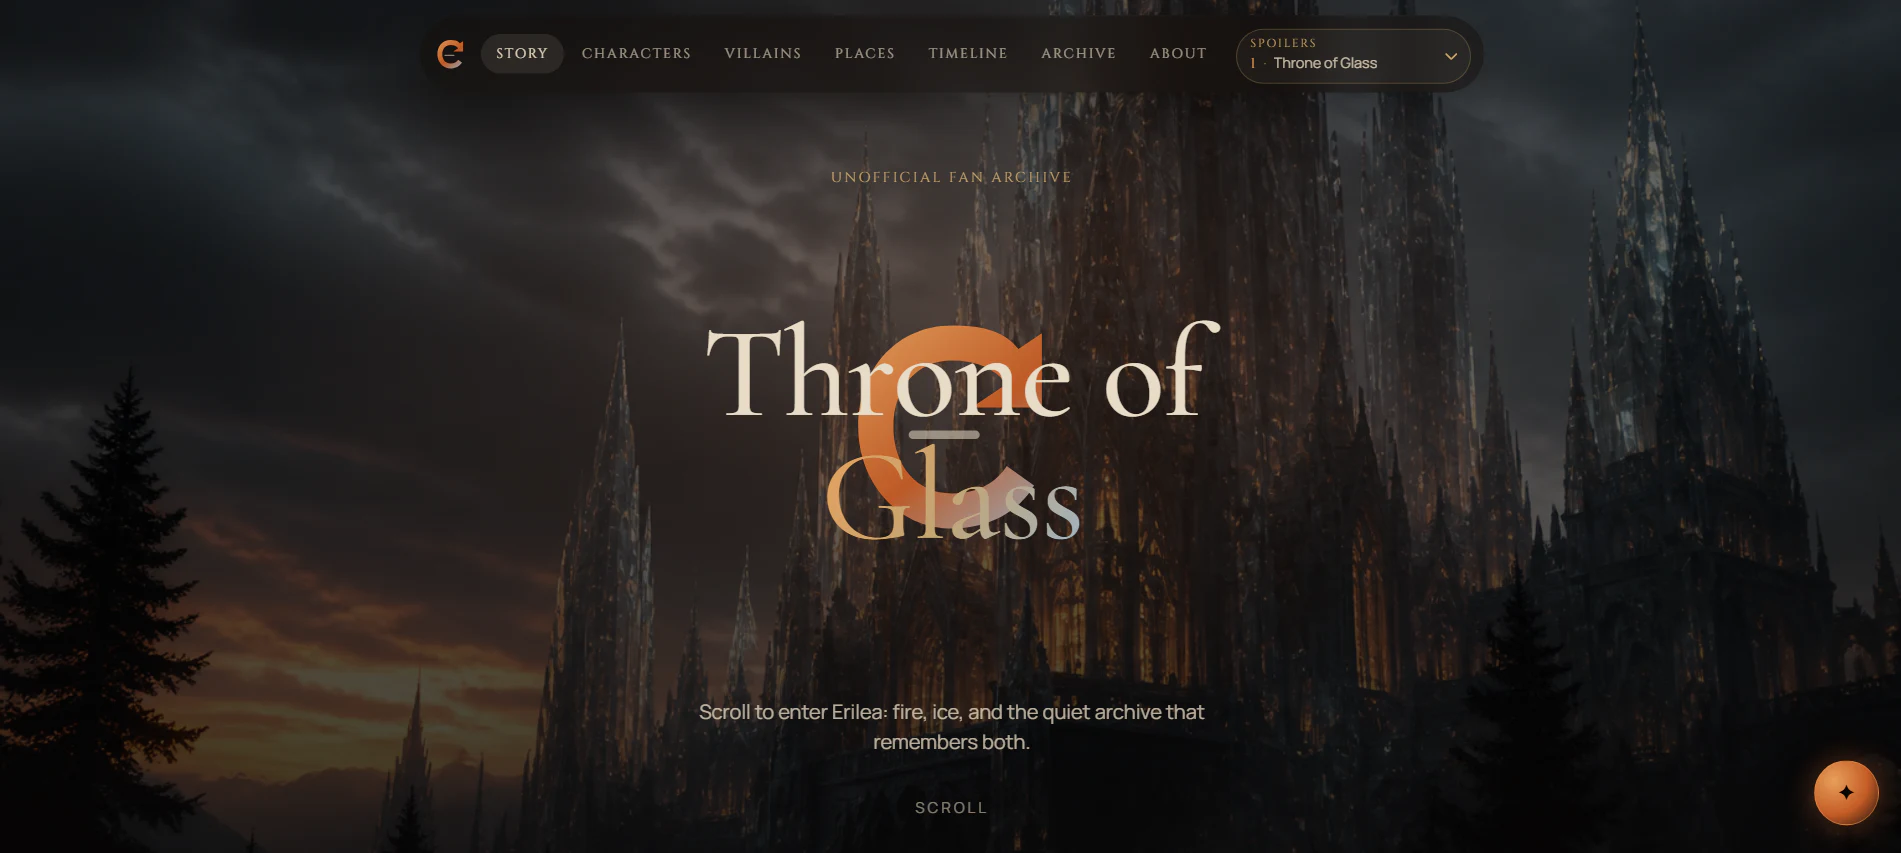 STORY CHARACTERS VILLAINS PLACES TIMELINE ARCHIVE ABOUT
SPOILERS
1 · Throne of Glass
UNOFFICIAL FAN ARCHIVE
Throne of
Glass
Scroll to enter Erilea: fire, ice, and the quiet archive that
remembers both.
SCROLL